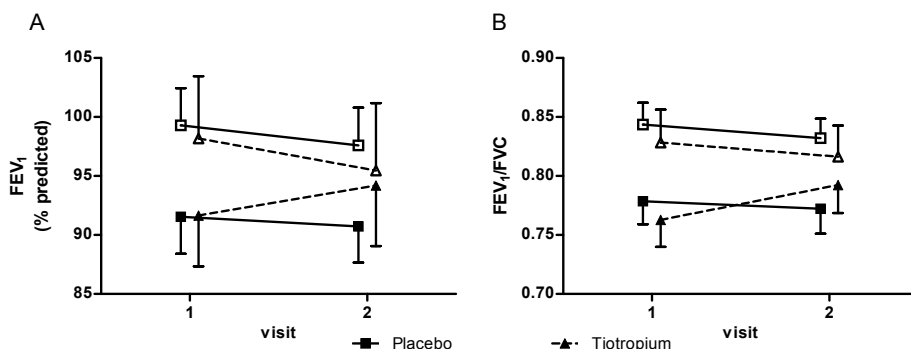 A
105
100
95
90
85
FEV₁
(% predicted)
1
2
visit
B
0.90
0.85
0.80
0.75
0.70
FEV₁/FVC
1
2
visit
Placebo
Tiotropium